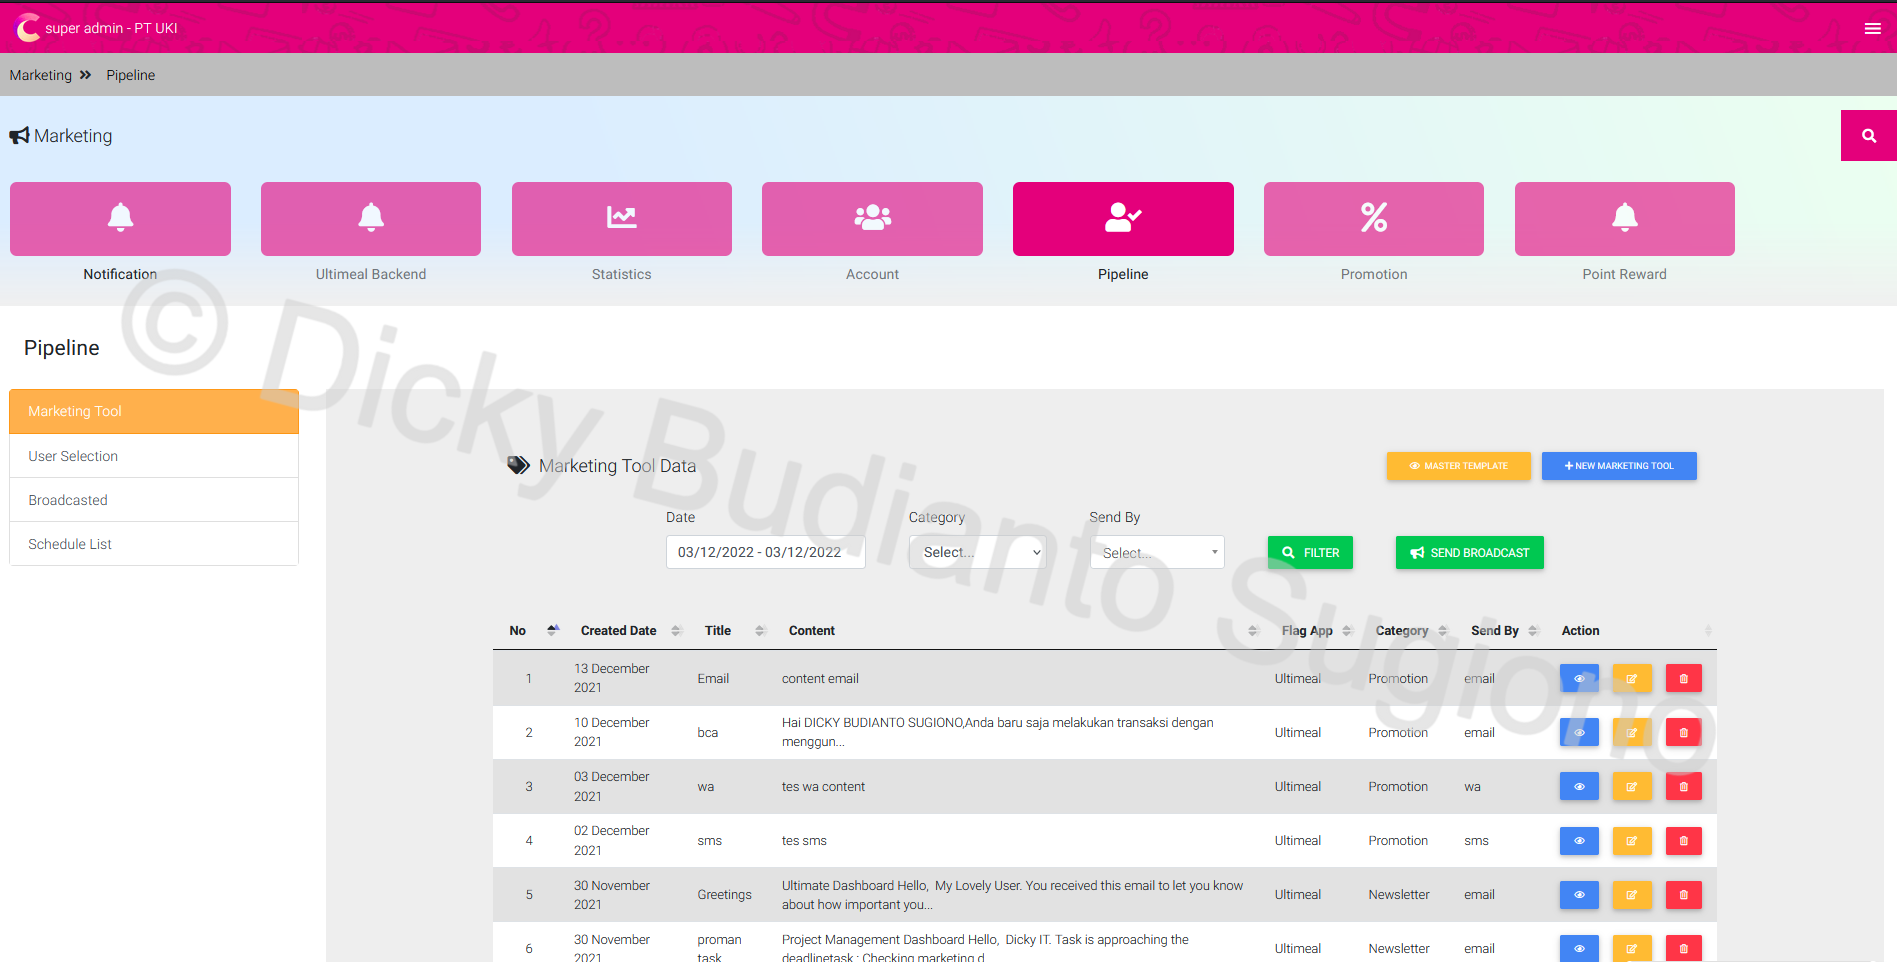 super admin - PT UKI
Marketing Pipeline
Marketing
Notification
Ultimeal Backend
Statistics
Account
Pipeline
Promotion
Point Reward
© Dicky Budianto Sugiono
Pipeline
Marketing Tool
User Selection
Broadcasted
Schedule List
Marketing Tool Data
MASTER TEMPLATE
NEW MARKETING TOOL
Date
Category
Send By
03/12/2022 - 03/12/2022
Select...
Select...
FILTER
SEND BROADCAST
No Created Date Title Content Flag App Category Send By Action
1 13 December 2021 Email content email Ultimeal Promotion email
2 10 December 2021 bca Hai DICKY BUDIANTO SUGIONO,Anda baru saja melakukan transaksi dengan menggun... Ultimeal Promotion email
3 03 December 2021 wa tes wa content Ultimeal Promotion wa
4 02 December 2021 sms tes sms Ultimeal Promotion sms
5 30 November 2021 Greetings Ultimate Dashboard Hello, My Lovely User. You received this email to let you know about how important you... Ultimeal Newsletter email
6 30 November 2021 proman task Project Management Dashboard Hello, Dicky IT. Task is approaching the deadlinetask : Checking marketing d Ultimeal Newsletter email